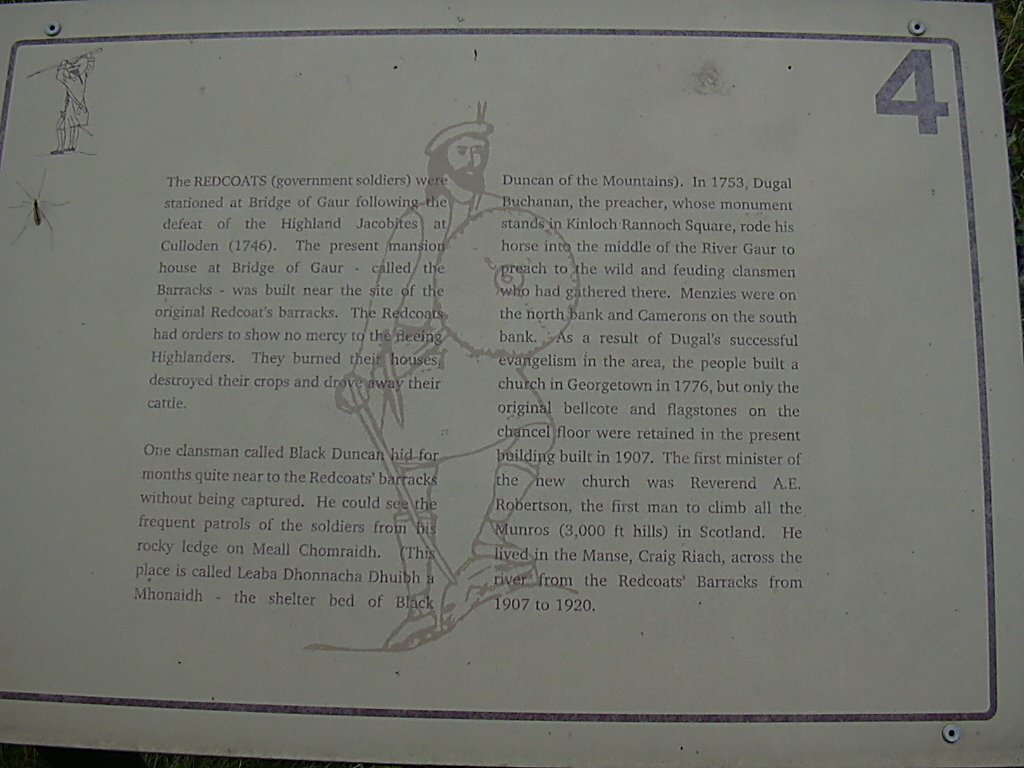 4
The REDCOATS (government soldiers) were
stationed at Bridge of Gaur following the
defeat of the Highland Jacobites at
Culloden (1746). The present mansion
house at Bridge of Gaur - called the
Barracks - was built near the site of the
original Redcoat's barracks. The Redcoats
had orders to show no mercy to the fleeing
Highlanders. They burned their houses,
destroyed their crops and drove away their
cattle.
One clansman called Black Duncan hid for
months quite near to the Redcoats' barracks
without being captured. He could see the
frequent patrols of the soldiers from his
rocky ledge on Meall Chomraidh. (This
place is called Leaba Dhonnacha Dhuibh a
Mhonaidh - the shelter bed of Black
Duncan of the Mountains). In 1753, Dugal
Buchanan, the preacher, whose monument
stands in Kinloch Rannoch Square, rode his
horse into the middle of the River Gaur to
preach to the wild and feuding clansmen
who had gathered there. Menzies were on
the north bank and Camerons on the south
bank. As a result of Dugal's successful
evangelism in the area, the people built a
church in Georgetown in 1776, but only the
original bellcote and flagstones on the
chancel floor were retained in the present
building built in 1907. The first minister of
the new church was Reverend A.E.
Robertson, the first man to climb all the
Munros (3,000 ft hills) in Scotland. He
lived in the Manse, Craig Riach, across the
river from the Redcoats' Barracks from
1907 to 1920.